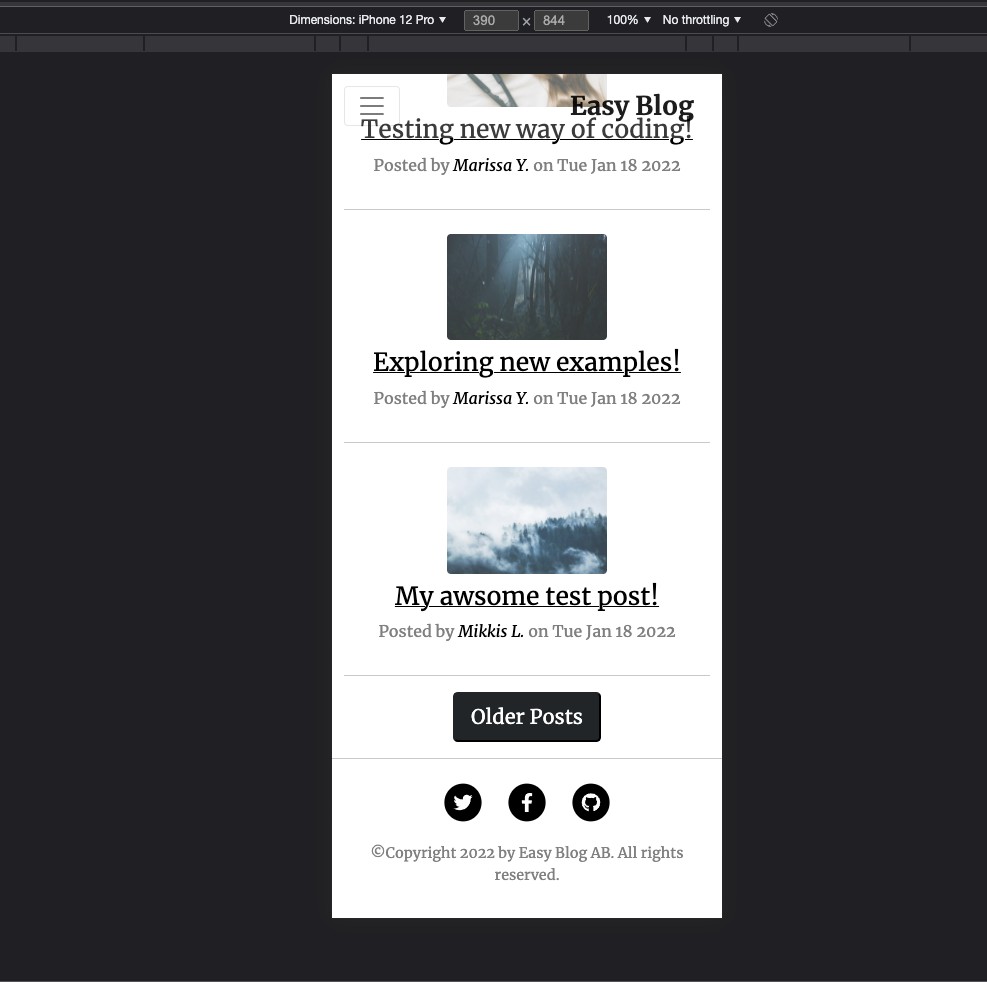 Dimensions: iPhone 12 Pro ▼ 390 × 844 100% ▼ No throttling ▼
Easy Blog
Testing new way of coding!
Posted by Marissa Y. on Tue Jan 18 2022
Exploring new examples!
Posted by Marissa Y. on Tue Jan 18 2022
My awsome test post!
Posted by Mikkis L. on Tue Jan 18 2022
Older Posts
©Copyright 2022 by Easy Blog AB. All rights
reserved.